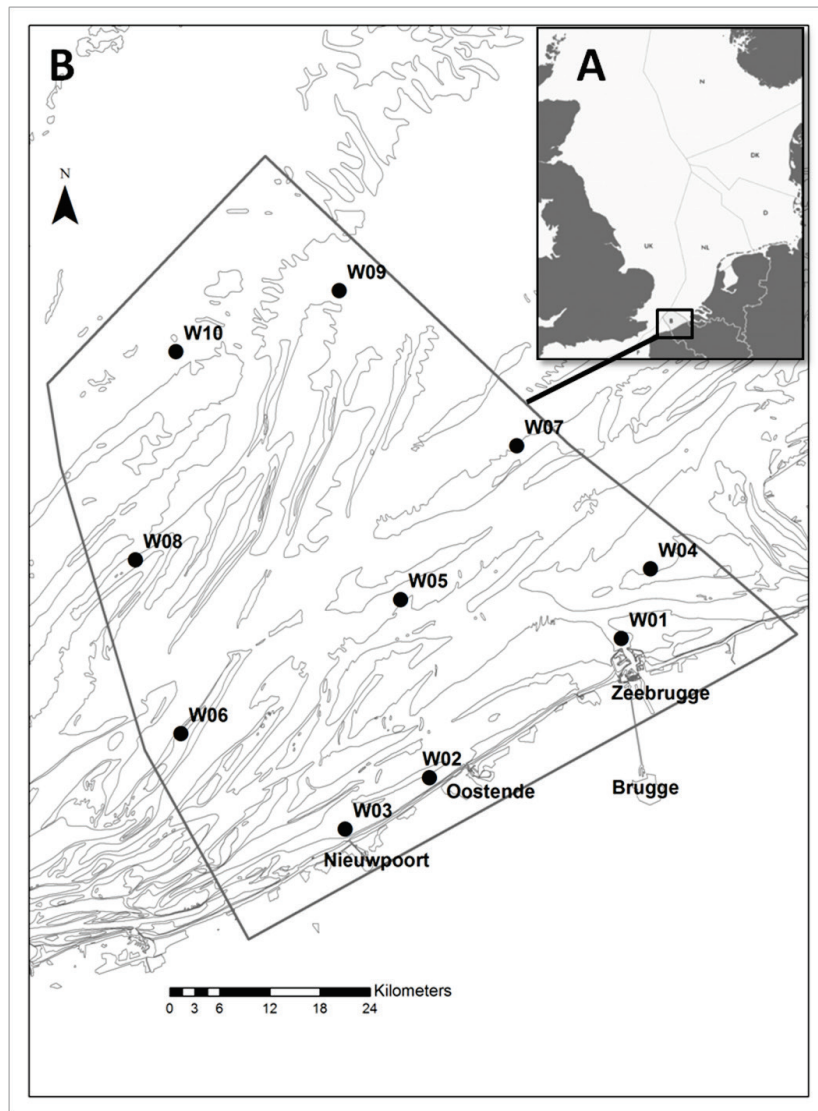 B
A
N
N
DK
D
UK
NL
B
F
W09
W10
W07
W08
W04
W05
W01
Zeebrugge
W06
W02
Oostende
Brugge
W03
Nieuwpoort
Kilometers
0 3 6 12 18 24